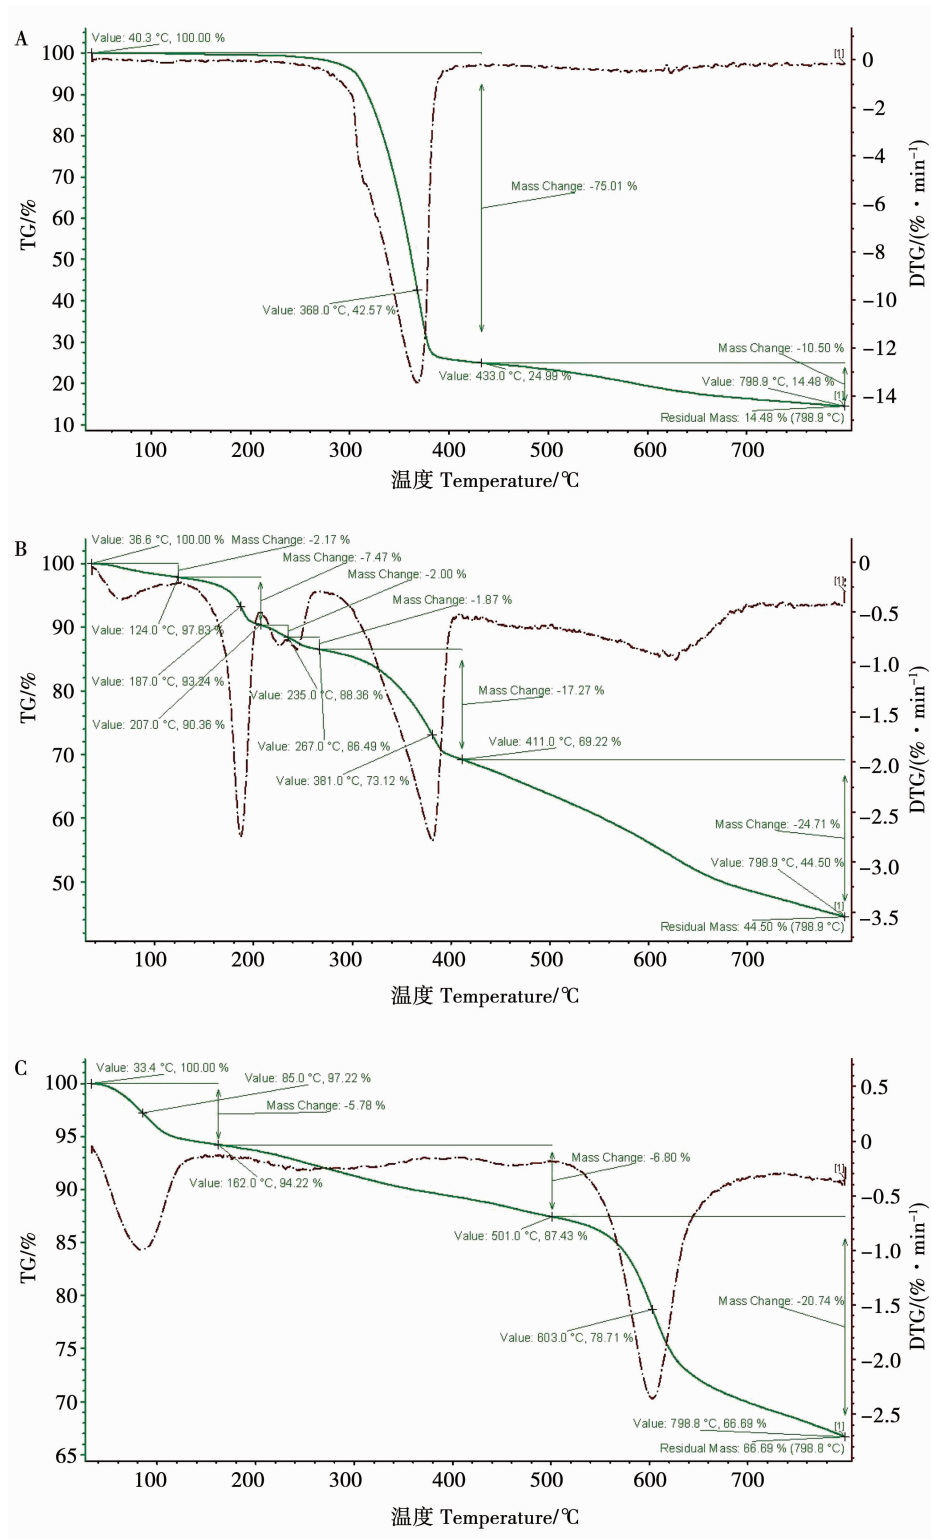 A
Value: 40.3 °C, 100.00 %
[1]
100
90
80
70
60
50
40
30
20
10
TG/%
0
−2
−4
−6
−8
−10
−12
−14
DTG/(%・min⁻¹)
Mass Change: -75.01 %
Value: 368.0 °C, 42.57 %
Mass Change: -10.50 %
Value: 433.0 °C, 24.99 %
Value: 798.9 °C, 14.48 %
[1]
Residual Mass: 14.48 % (798.9 °C)
100 200 300 400 500 600 700
温度 Temperature/℃
B
Value: 36.6 °C, 100.00 % Mass Change: -2.17 %
Mass Change: -7.47 %
Mass Change: -2.00 %
Mass Change: -1.87 %
[1]
100
90
80
70
60
50
TG/%
0
−0.5
−1.0
−1.5
−2.0
−2.5
−3.0
−3.5
DTG/(%・min⁻¹)
Value: 124.0 °C, 97.83 %
Value: 187.0 °C, 93.24 %
Value: 235.0 °C, 88.36 %
Mass Change: -17.27 %
Value: 207.0 °C, 90.36 %
Value: 267.0 °C, 86.49 %
Value: 411.0 °C, 69.22 %
Value: 381.0 °C, 73.12 %
Mass Change: -24.71 %
Value: 798.9 °C, 44.50 %
[1]
Residual Mass: 44.50 % (798.9 °C)
100 200 300 400 500 600 700
温度 Temperature/℃
C
Value: 33.4 °C, 100.00 %
Value: 85.0 °C, 97.22 %
Mass Change: -5.78 %
100
95
90
85
80
75
70
65
TG/%
0.5
0
−0.5
−1.0
−1.5
−2.0
−2.5
DTG/(%・min⁻¹)
Mass Change: -6.80 %
[1]
Value: 162.0 °C, 94.22 %
Value: 501.0 °C, 87.43 %
Mass Change: -20.74 %
Value: 603.0 °C, 78.71 %
Value: 798.8 °C, 66.69 %
[1]
Residual Mass: 66.69 % (798.8 °C)
100 200 300 400 500 600 700
温度 Temperature/℃